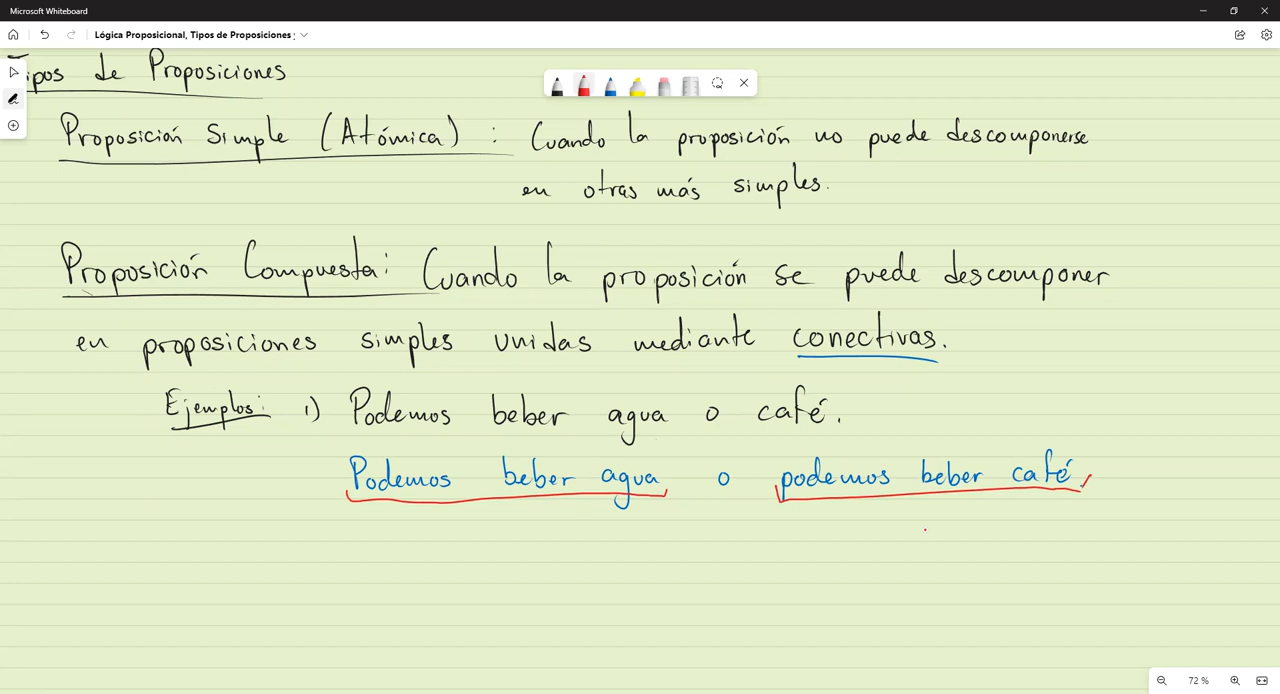 Microsoft Whiteboard
Lógica Proposicional, Tipos de Proposiciones
Tipos de Proposiciones
Proposición Simple (Atómica) : Cuando la proposición no puede descomponerse
en otras más simples.
Proposición Compuesta: Cuando la proposición se puede descomponer
en proposiciones simples unidas mediante conectivas.
Ejemplos: 1) Podemos beber agua o café.
Podemos beber agua o podemos beber café
72 %